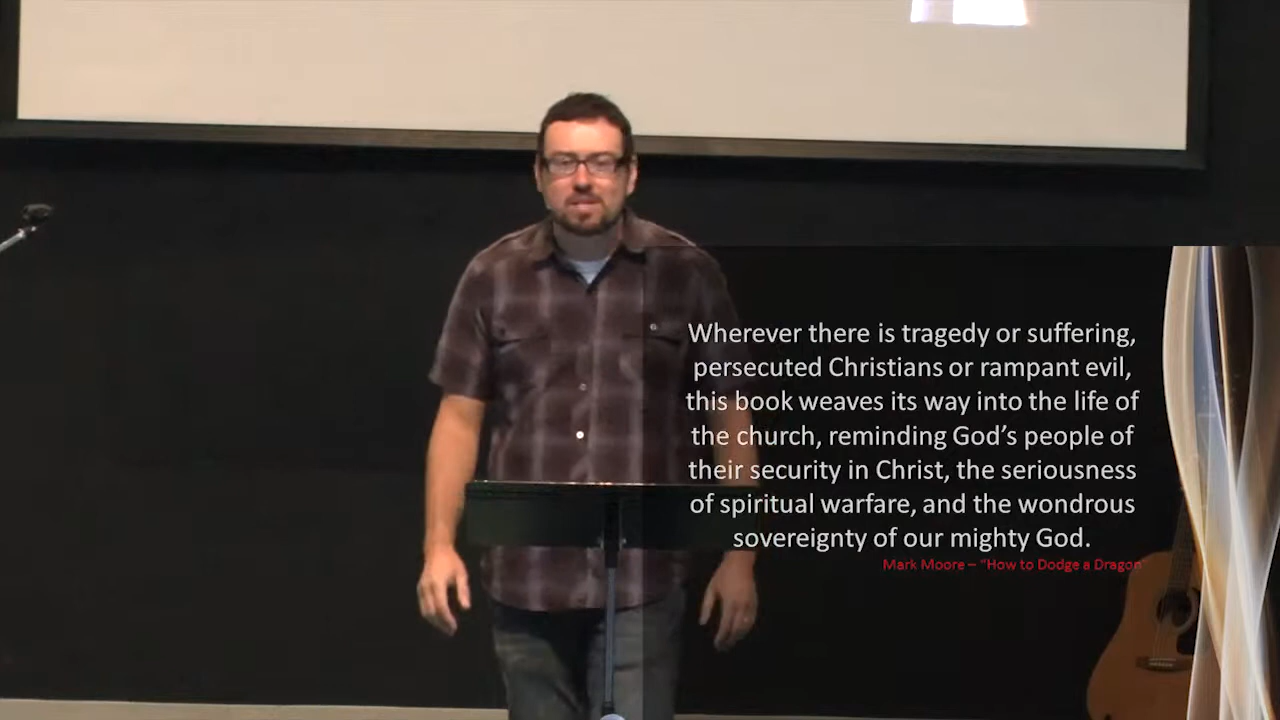 Wherever there is tragedy or suffering,
persecuted Christians or rampant evil,
this book weaves its way into the life of
the church, reminding God's people of
their security in Christ, the seriousness
of spiritual warfare, and the wondrous
sovereignty of our mighty God.
Mark Moore – "How to Dodge a Dragon"